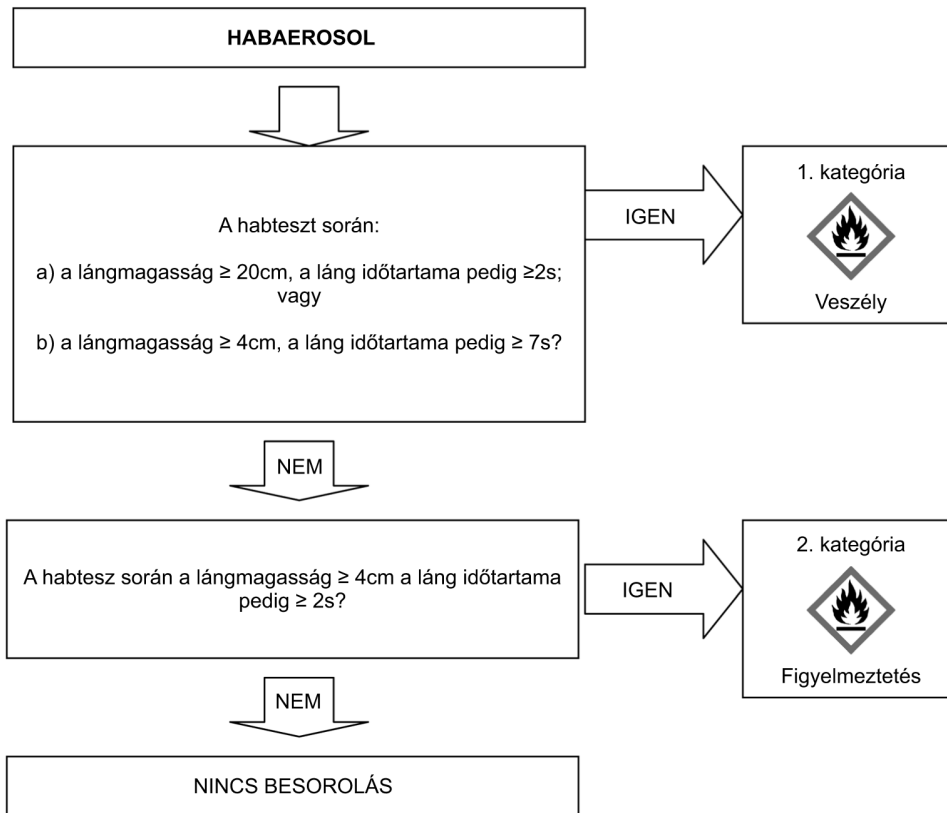 HABAEROSOL
A habteszt során:
a) a lángmagasság ≥ 20cm, a láng időtartama pedig ≥2s;
vagy
b) a lángmagasság ≥ 4cm, a láng időtartama pedig ≥ 7s?
IGEN
1. kategória
Veszély
NEM
A habtesz során a lángmagasság ≥ 4cm a láng időtartama
pedig ≥ 2s?
IGEN
2. kategória
Figyelmeztetés
NEM
NINCS BESOROLÁS